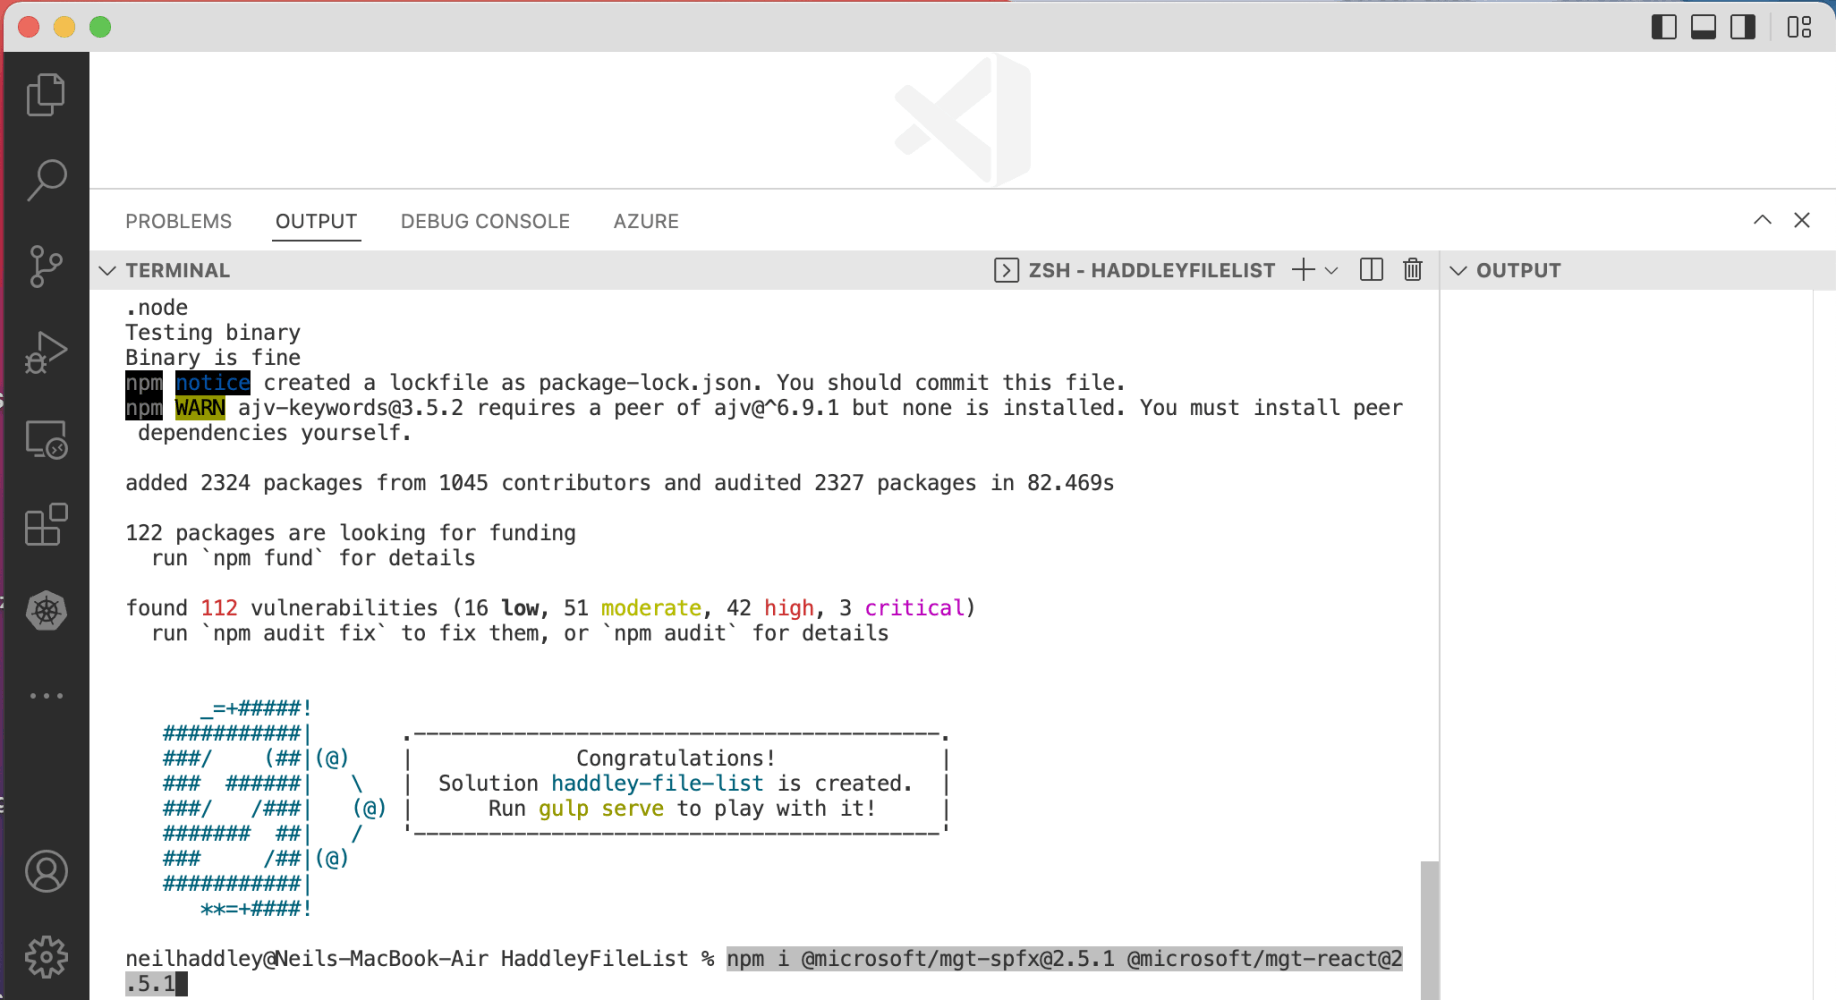 PROBLEMS OUTPUT DEBUG CONSOLE AZURE
TERMINAL ZSH - HADDLEYFILELIST OUTPUT
.node
Testing binary
Binary is fine
npm notice created a lockfile as package-lock.json. You should commit this file.
npm WARN ajv-keywords@3.5.2 requires a peer of ajv@^6.9.1 but none is installed. You must install peer
 dependencies yourself.
added 2324 packages from 1045 contributors and audited 2327 packages in 82.469s
122 packages are looking for funding
  run `npm fund` for details
found 112 vulnerabilities (16 low, 51 moderate, 42 high, 3 critical)
  run `npm audit fix` to fix them, or `npm audit` for details
      _=+#####!
   ###########|       .------------------------------------------.
   ###/    (##|(@)    |             Congratulations!             |
   ###  ######|   \   |  Solution haddley-file-list is created.  |
   ###/   /###|   (@) |      Run gulp serve to play with it!     |
   #######  ##|   /   '------------------------------------------'
   ###     /##|(@)
   ###########|
      **=+####!
neilhaddley@Neils-MacBook-Air HaddleyFileList % npm i @microsoft/mgt-spfx@2.5.1 @microsoft/mgt-react@2
.5.1